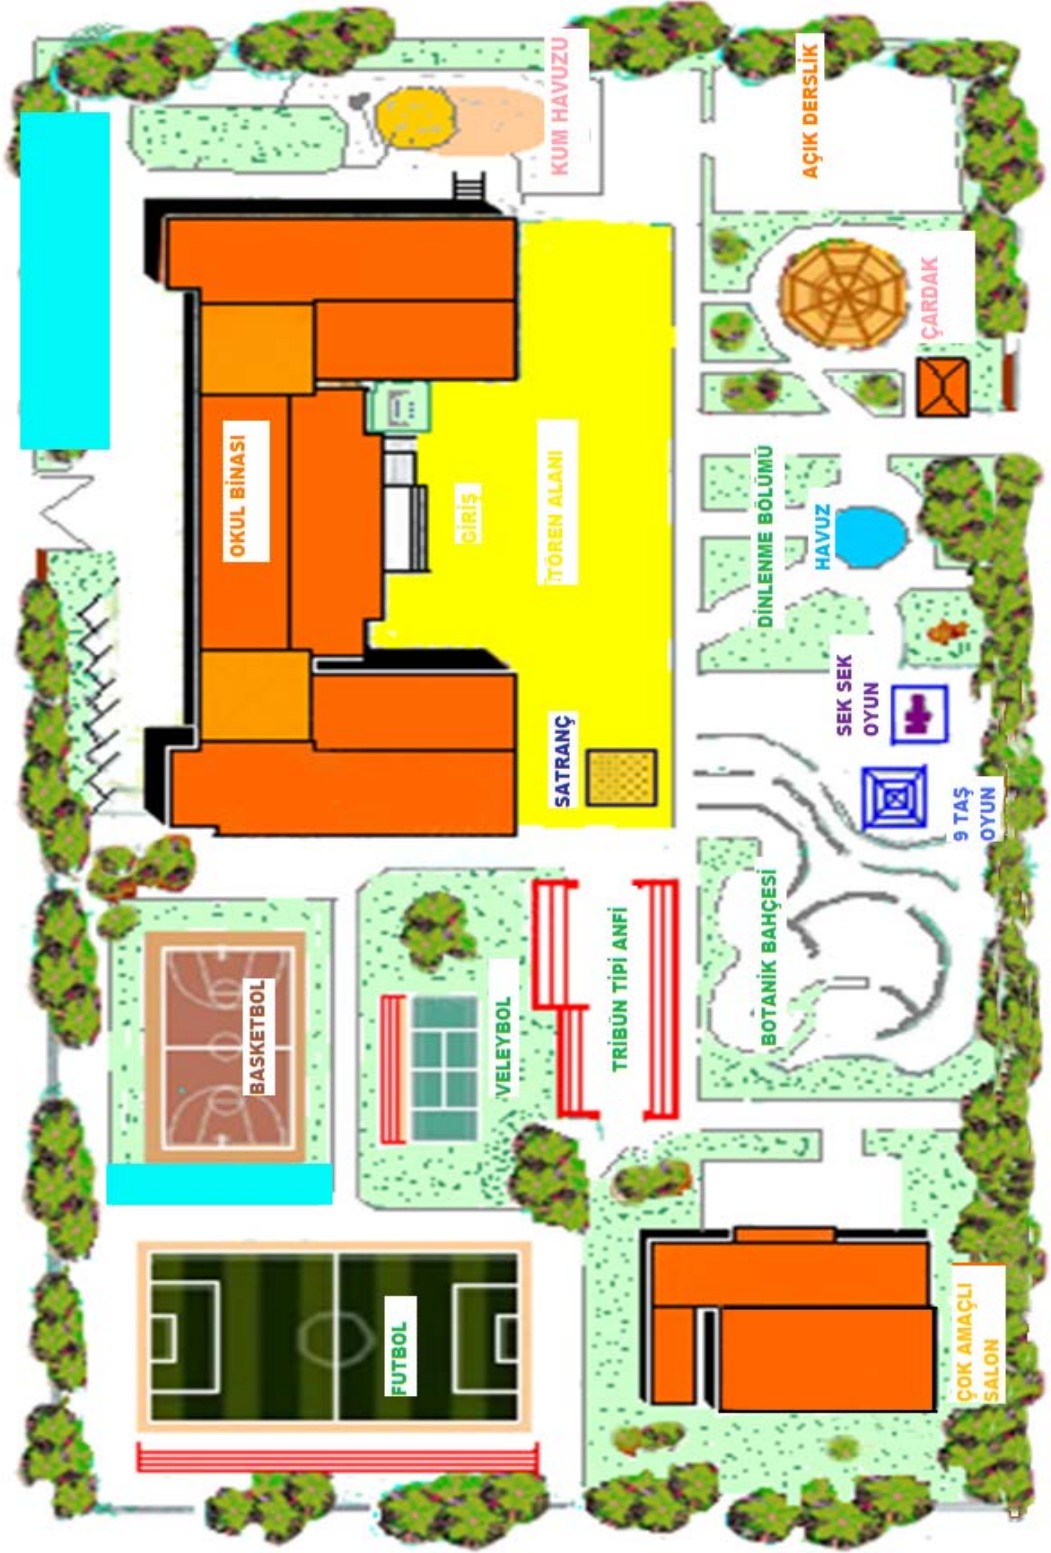 KUM HAVUZU
AÇIK DERSLİK
ÇARDAK
OKUL BİNASI
GİRİŞ
TÖREN ALANI
DİNLENME BÖLÜMÜ
HAVUZ
SEK SEK
OYUN
SATRANÇ
9 TAŞ
OYUN
BASKETBOL
VELEYBOL
TRİBÜN TİPİ ANFİ
BOTANİK BAHÇESİ
FUTBOL
ÇOK AMAÇLI
SALON